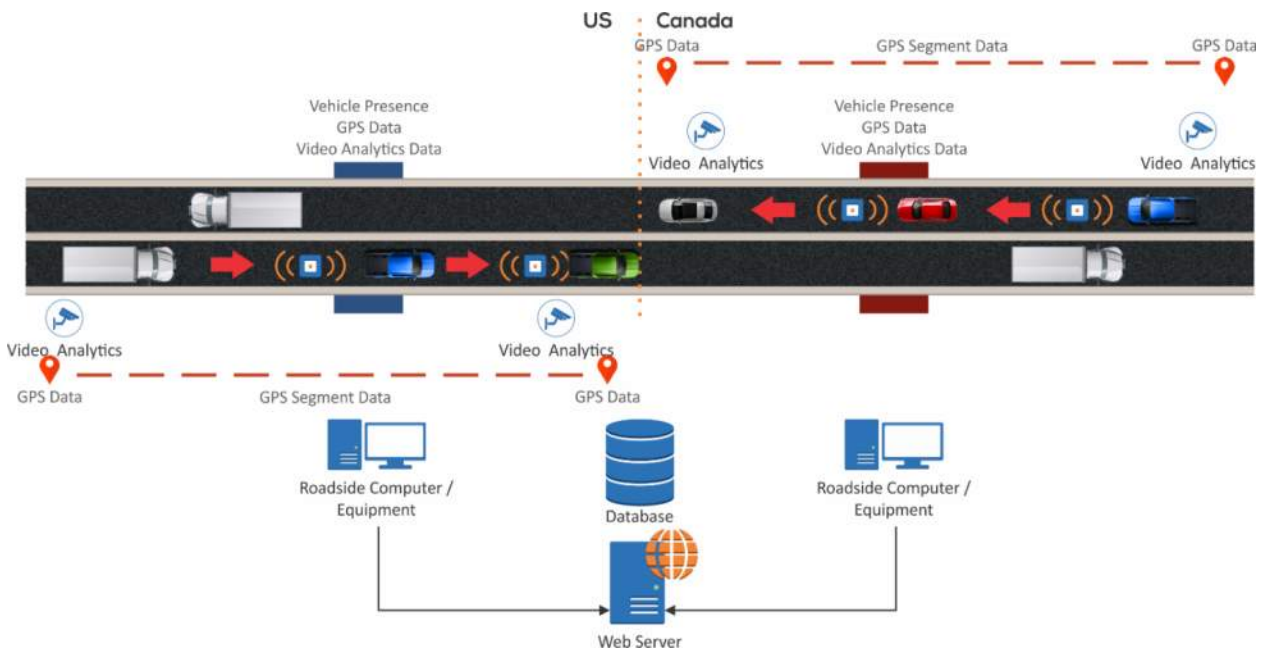 US Canada
GPS Data GPS Segment Data GPS Data
Vehicle Presence
GPS Data
Video Analytics Data
Vehicle Presence
GPS Data
Video Analytics Data
Video Analytics
Video Analytics
Video Analytics
Video Analytics
GPS Data GPS Segment Data GPS Data
Roadside Computer /
Equipment
Database
Roadside Computer /
Equipment
Web Server